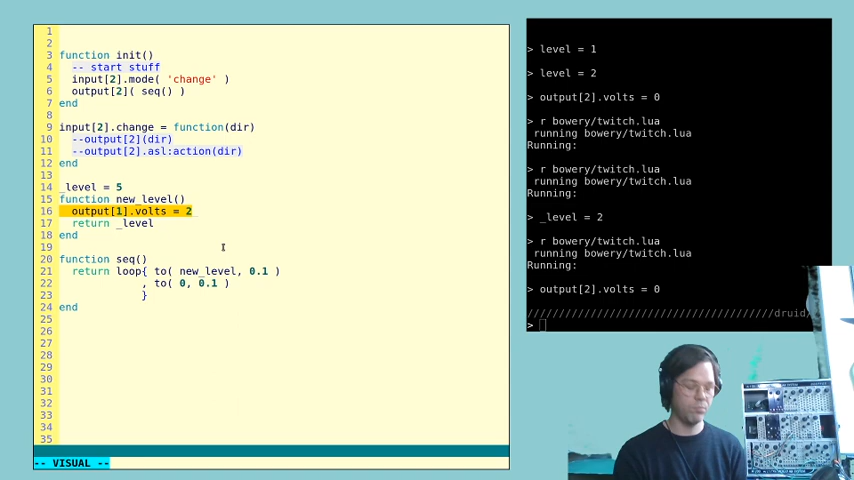 1
2
3 function init()
4 -- start stuff
5 input[2].mode( 'change' )
6 output[2]( seq() )
7 end
8
9 input[2].change = function(dir)
10 --output[2](dir)
11 --output[2].asl:action(dir)
12 end
13
14 _level = 5
15 function new_level()
16 output[1].volts = 2
17 return _level
18 end
19
20 function seq()
21 return loop{ to( new_level, 0.1 )
22 , to( 0, 0.1 )
23 }
24 end
25
26
27
28
29
30
31
32
33
34
35
-- VISUAL --
> level = 1
> level = 2
> output[2].volts = 0
> r bowery/twitch.lua
running bowery/twitch.lua
Running:
> r bowery/twitch.lua
running bowery/twitch.lua
Running:
> _level = 2
> r bowery/twitch.lua
running bowery/twitch.lua
Running:
> output[2].volts = 0
/////////////////////////////////////////druid/
>